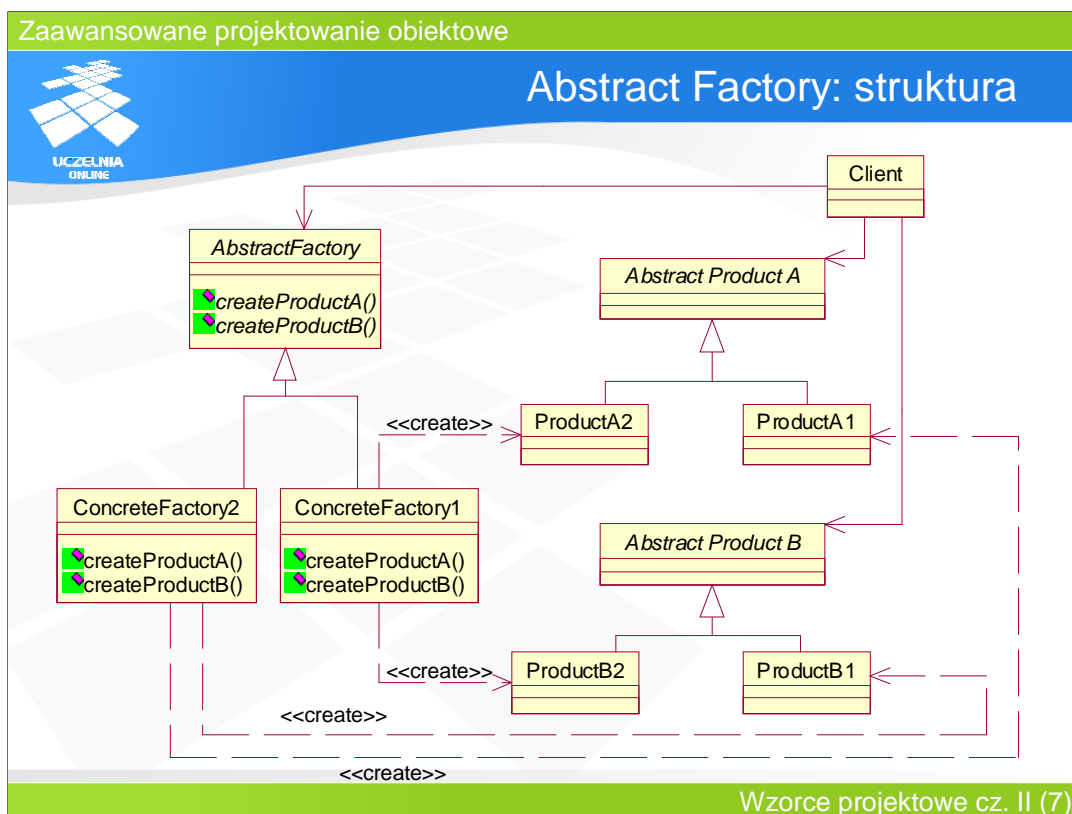 Zaawansowane projektowanie obiektowe
Abstract Factory: struktura
UCZELNIA
ONLINE
Client
AbstractFactory
createProductA()
createProductB()
Abstract Product A
<<create>>
ProductA2
ProductA1
ConcreteFactory2
createProductA()
createProductB()
ConcreteFactory1
createProductA()
createProductB()
Abstract Product B
<<create>>
ProductB2
ProductB1
<<create>>
<<create>>
Wzorce projektowe cz. II (7)